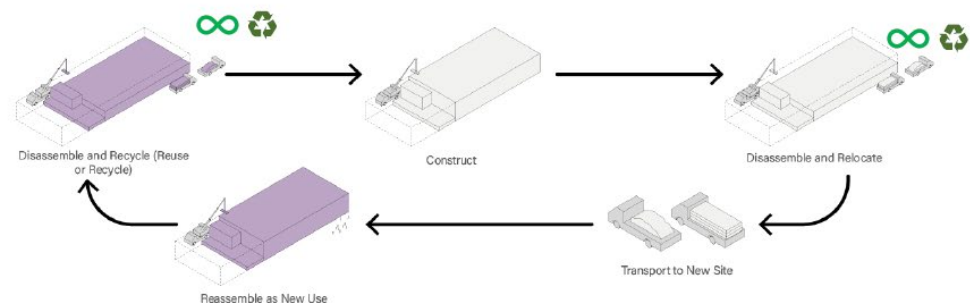 Disassemble and Recycle (Reuse
or Recycle)
Construct
Disassemble and Relocate
Transport to New Site
Reassemble as New Use